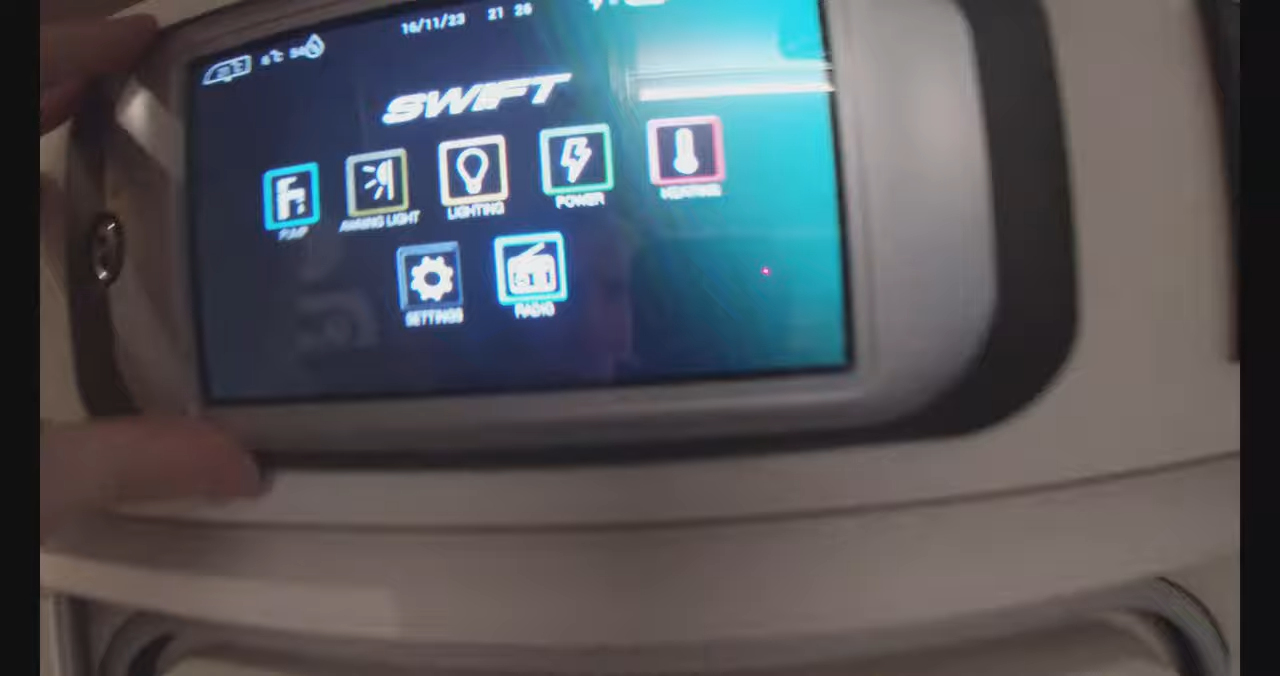 16/11/23 21 26
SWIFT
PUMP AWNING LIGHT LIGHTING POWER HEATING
SETTINGS RADIO